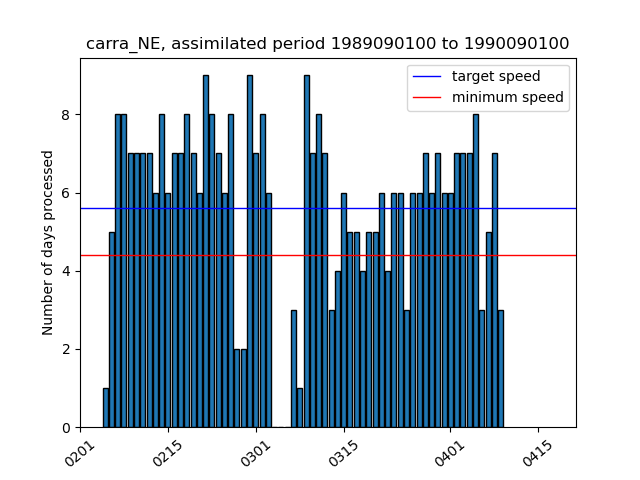 carra_NE, assimilated period 1989090100 to 1990090100
target speed
minimum speed
Number of days processed
8
6
4
2
0
0201
0215
0301
0315
0401
0415